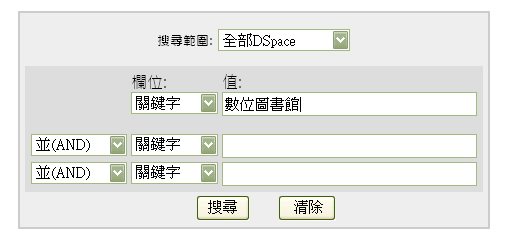 搜尋範圍: 全部DSpace
欄位: 值:
關鍵字 數位圖書館
並(AND) 關鍵字
並(AND) 關鍵字
搜尋 清除